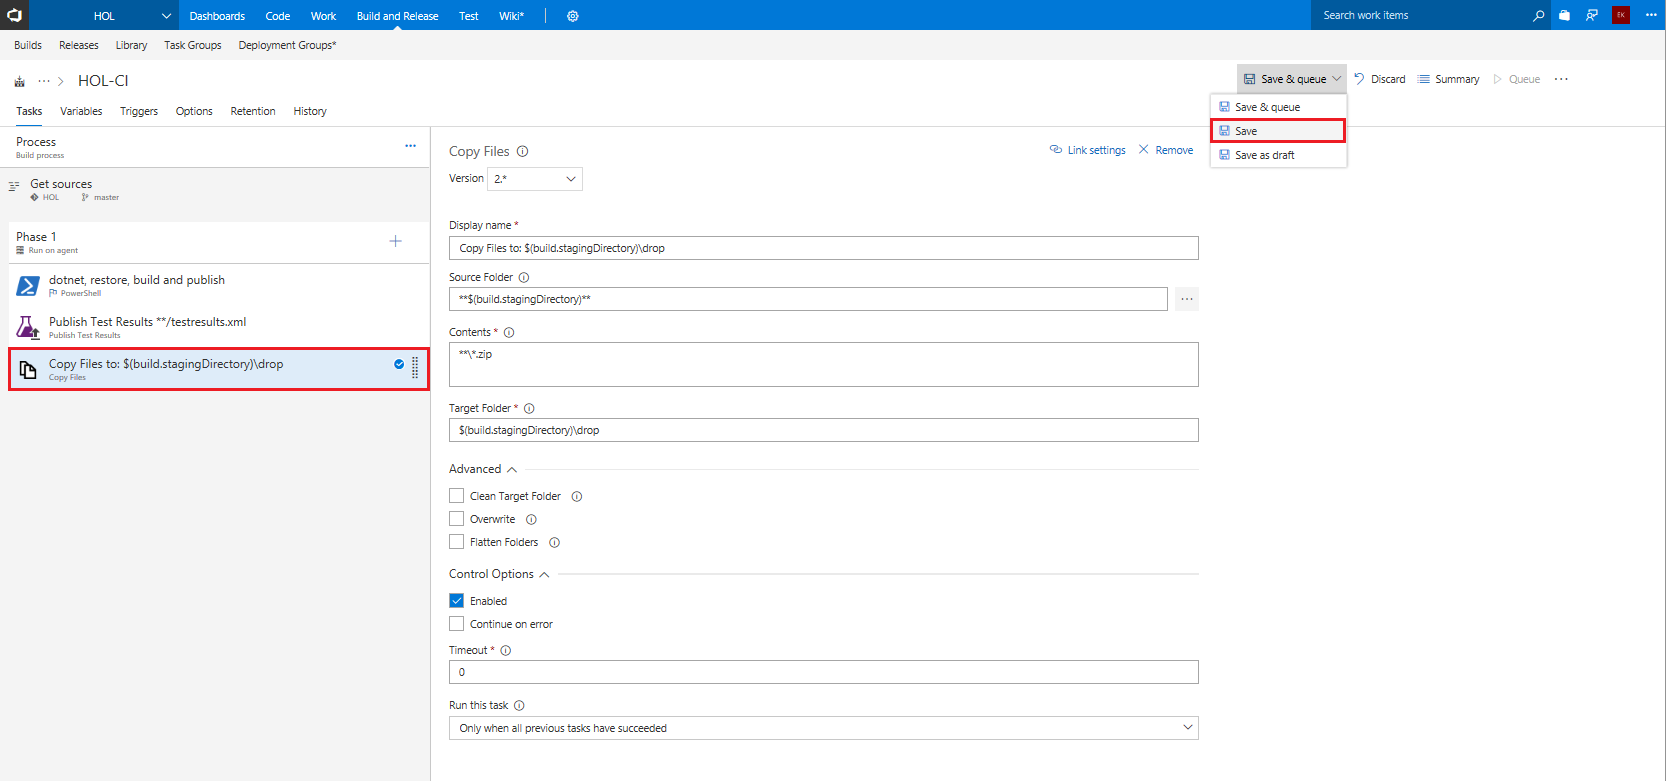 HOL Dashboards Code Work Build and Release Test Wiki* Search work items EK
Builds Releases Library Task Groups Deployment Groups*
HOL-CI Save & queue Discard Summary Queue
Save & queue
Save
Save as draft
Tasks Variables Triggers Options Retention History
Process
Build process
Get sources
HOL master
Phase 1
Run on agent
dotnet, restore, build and publish
PowerShell
Publish Test Results **/testresults.xml
Publish Test Results
Copy Files to: $(build.stagingDirectory)\drop
Copy Files
Copy Files Link settings Remove
Version 2.*
Display name *
Copy Files to: $(build.stagingDirectory)\drop
Source Folder
**$(build.stagingDirectory)**
Contents *
**\*.zip
Target Folder *
$(build.stagingDirectory)\drop
Advanced
Clean Target Folder
Overwrite
Flatten Folders
Control Options
Enabled
Continue on error
Timeout *
0
Run this task
Only when all previous tasks have succeeded